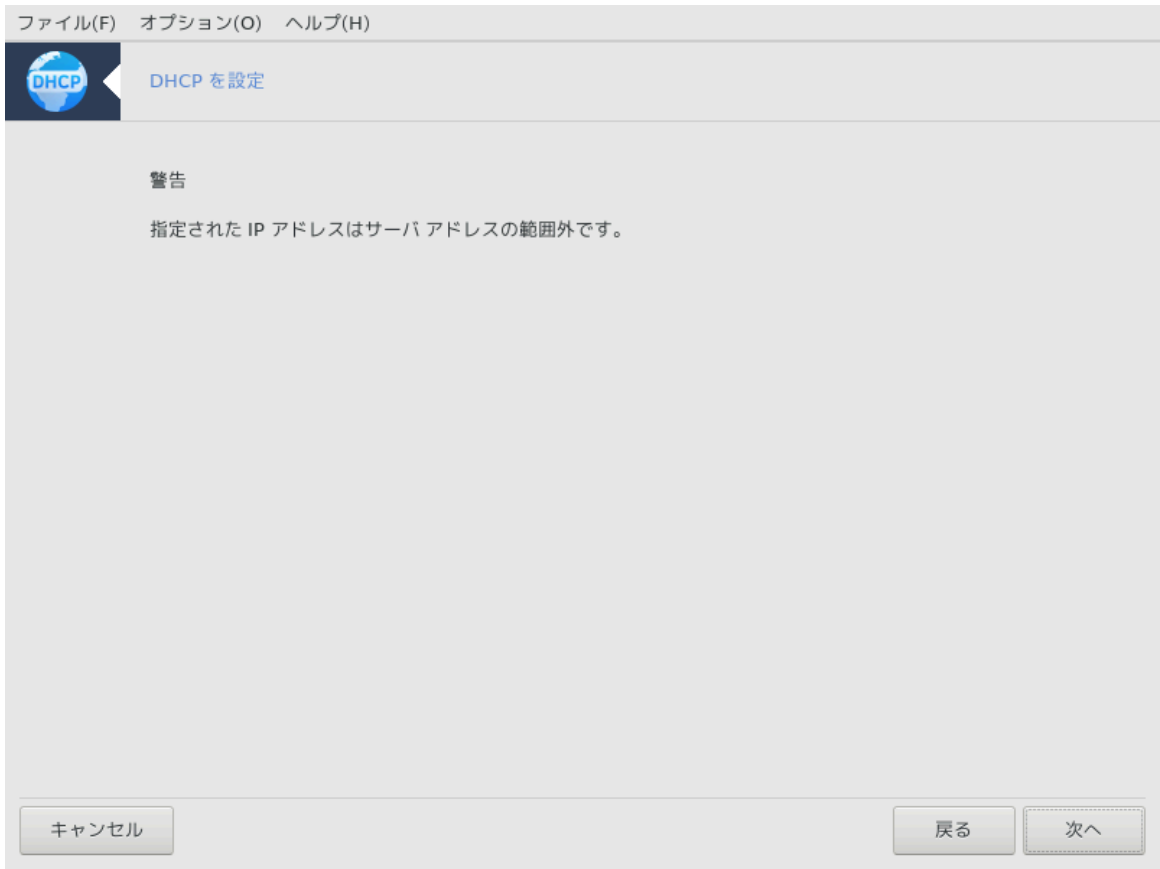 ファイル(F) オプション(O) ヘルプ(H)
DHCP
DHCP を設定
警告
指定された IP アドレスはサーバ アドレスの範囲外です。
キャンセル 戻る 次へ